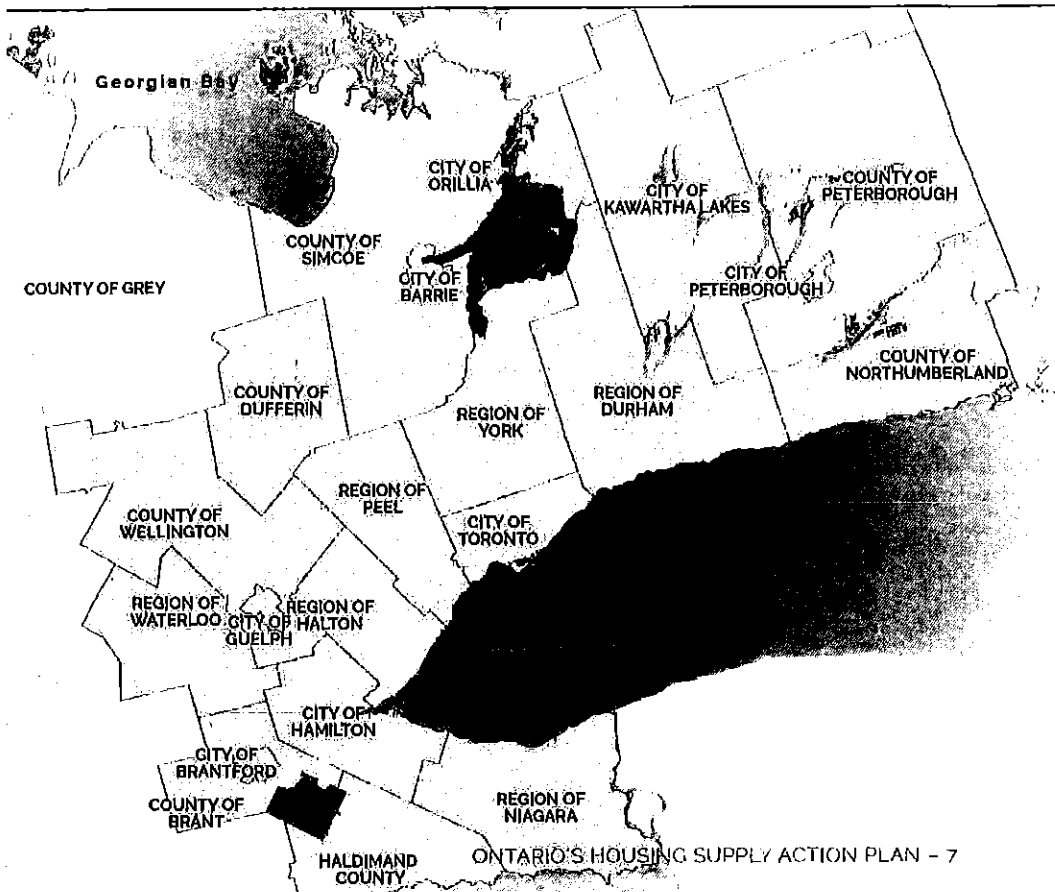 Georgian Bay
CITY OF
ORILLIA
CITY OF
KAWARTHA LAKES
COUNTY OF
PETERBOROUGH
COUNTY OF
SIMCOE
CITY OF
BARRIE
CITY OF
PETERBOROUGH
COUNTY OF GREY
COUNTY OF
NORTHUMBERLAND
COUNTY OF
DUFFERIN
REGION OF
YORK
REGION OF
DURHAM
REGION OF
PEEL
CITY OF
TORONTO
COUNTY OF
WELLINGTON
REGION OF
WATERLOO
CITY OF
GUELPH
REGION OF
HALTON
CITY OF
HAMILTON
CITY OF
BRANTFORD
COUNTY OF
BRANT
REGION OF
NIAGARA
HALDIMAND
COUNTY
ONTARIO'S HOUSING SUPPLY ACTION PLAN – 7